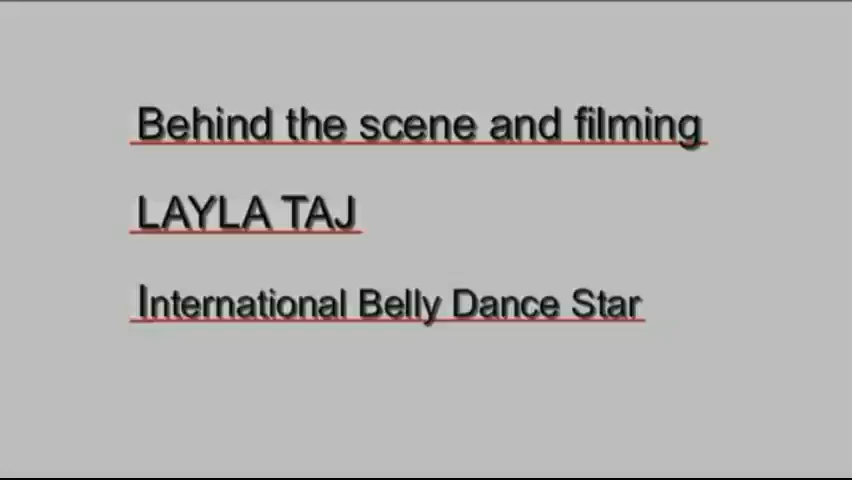 Behind the scene and filming
LAYLA TAJ
International Belly Dance Star